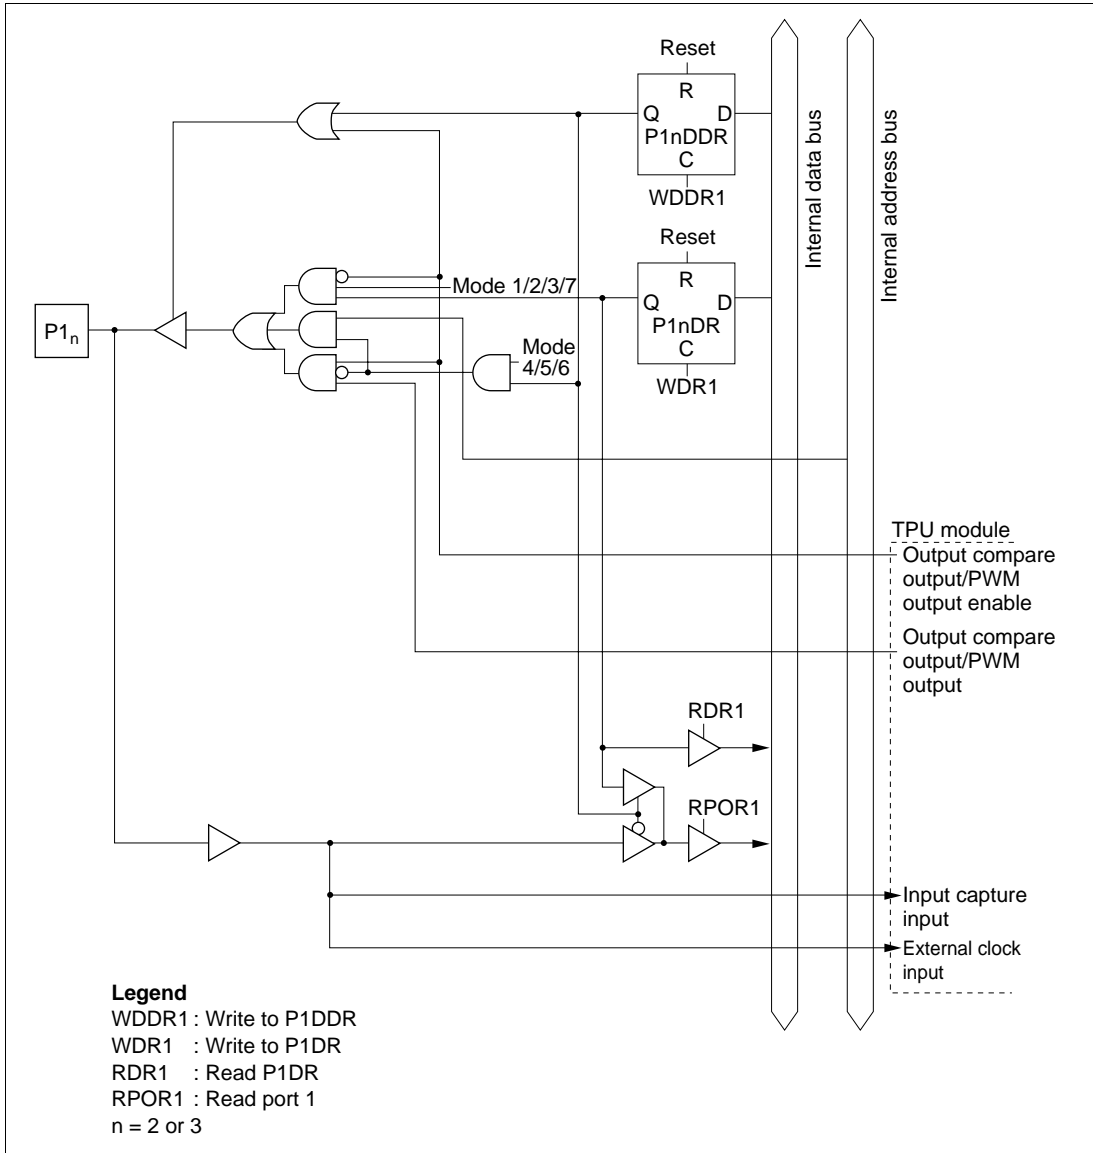 Reset
R
Q D
P1nDDR
C
WDDR1
Internal data bus
Internal address bus
Reset
R
Mode 1/2/3/7
Q D
P1nDR
C
WDR1
P1n
Mode
4/5/6
TPU module
Output compare
output/PWM
output enable
Output compare
output/PWM
output
RDR1
RPOR1
Input capture
input
External clock
input
Legend
WDDR1 : Write to P1DDR
WDR1 : Write to P1DR
RDR1 : Read P1DR
RPOR1 : Read port 1
n = 2 or 3